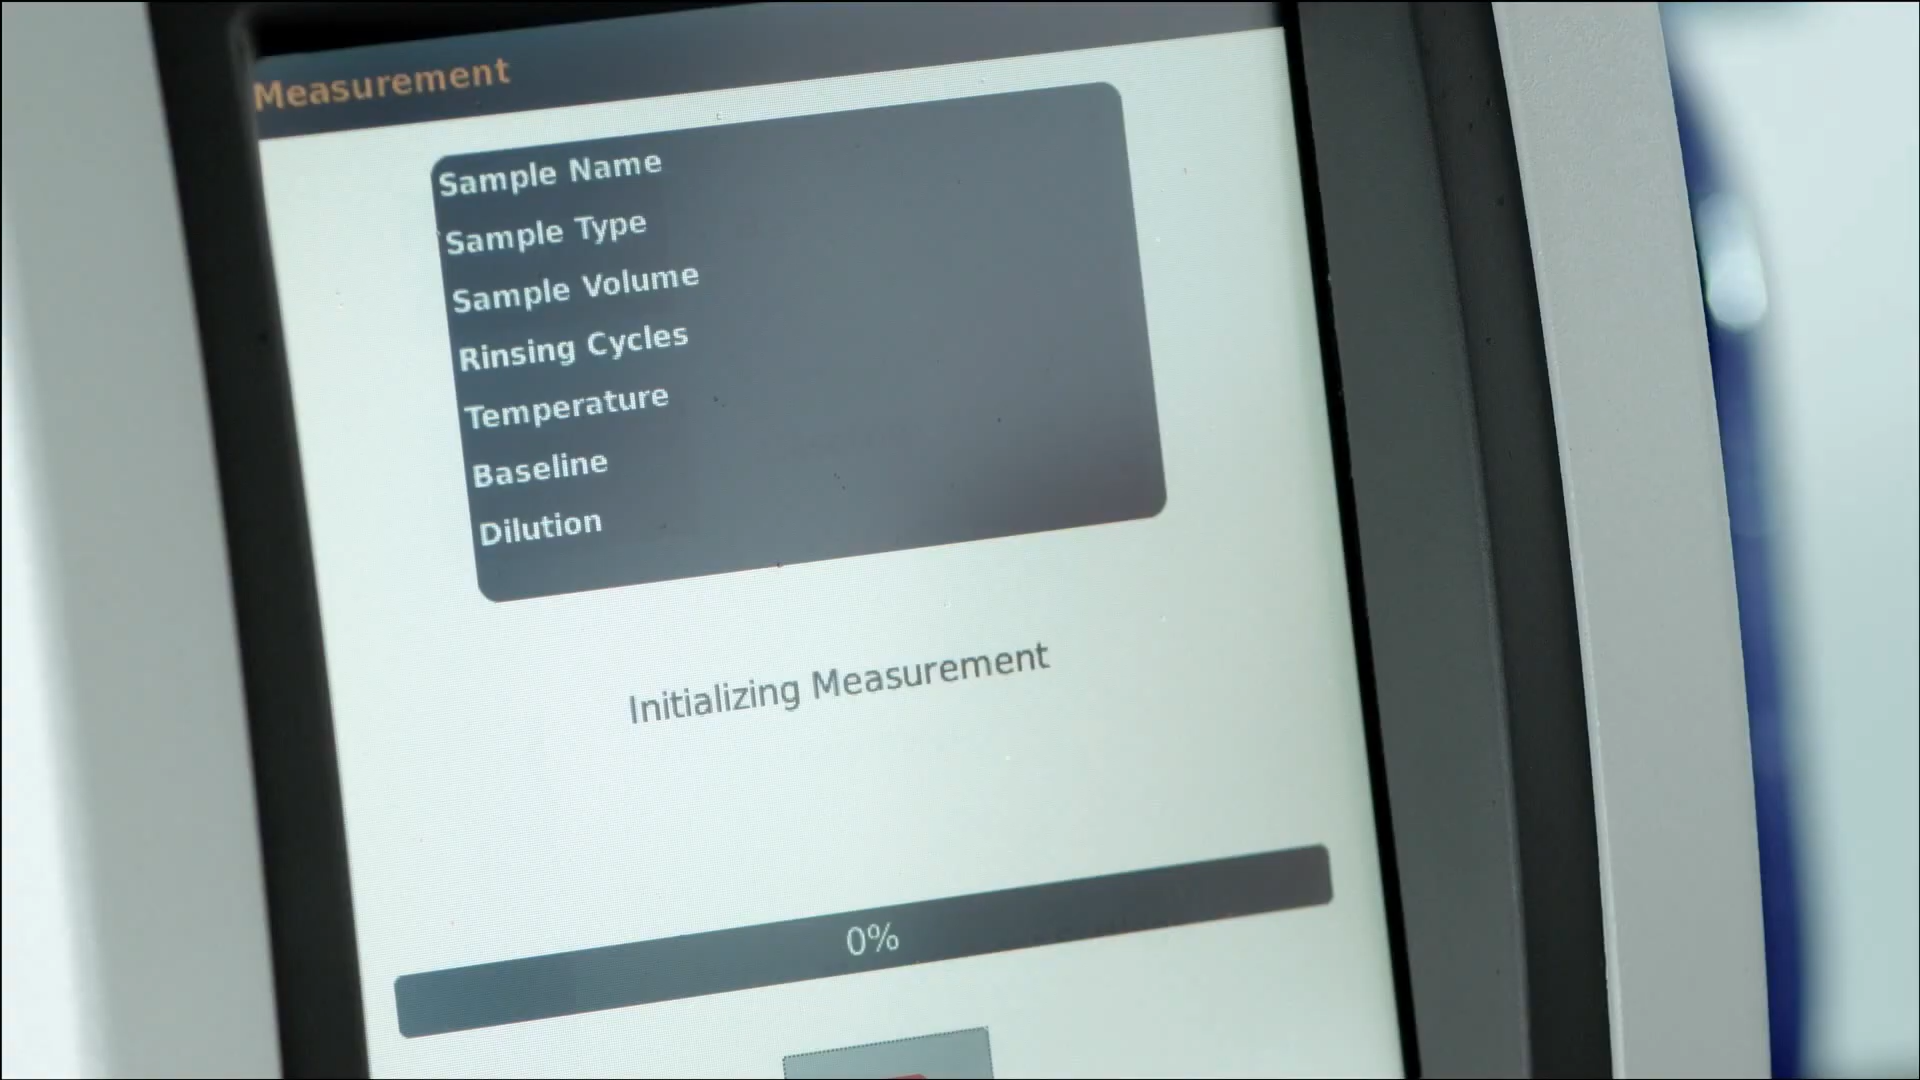 Measurement
Sample Name
Sample Type
Sample Volume
Rinsing Cycles
Temperature
Baseline
Dilution
Initializing Measurement
0%